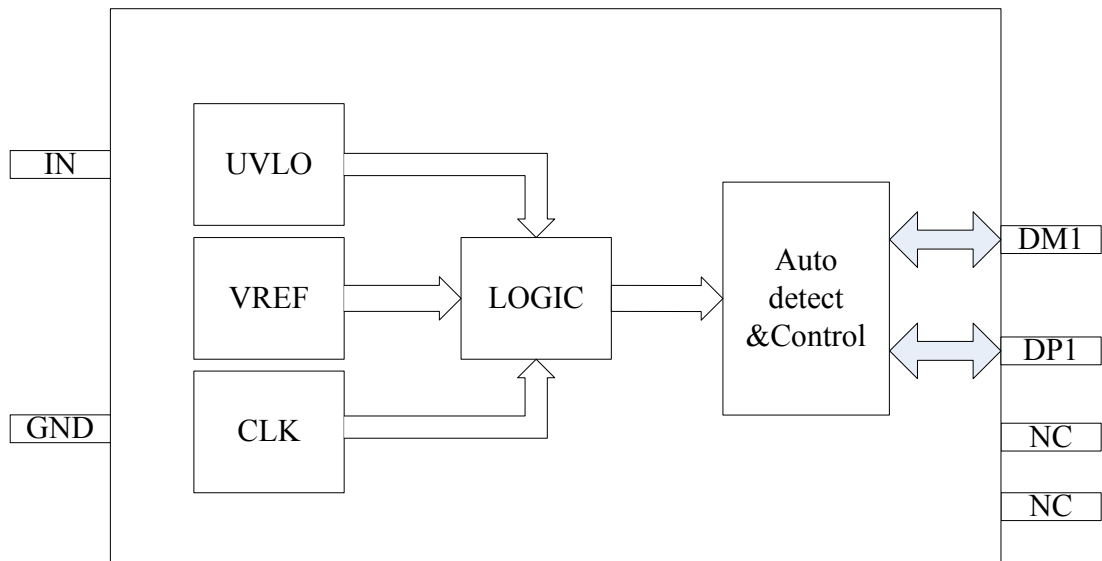 IN
UVLO
DM1
VREF
LOGIC
Auto
detect
&Control
DP1
GND
CLK
NC
NC